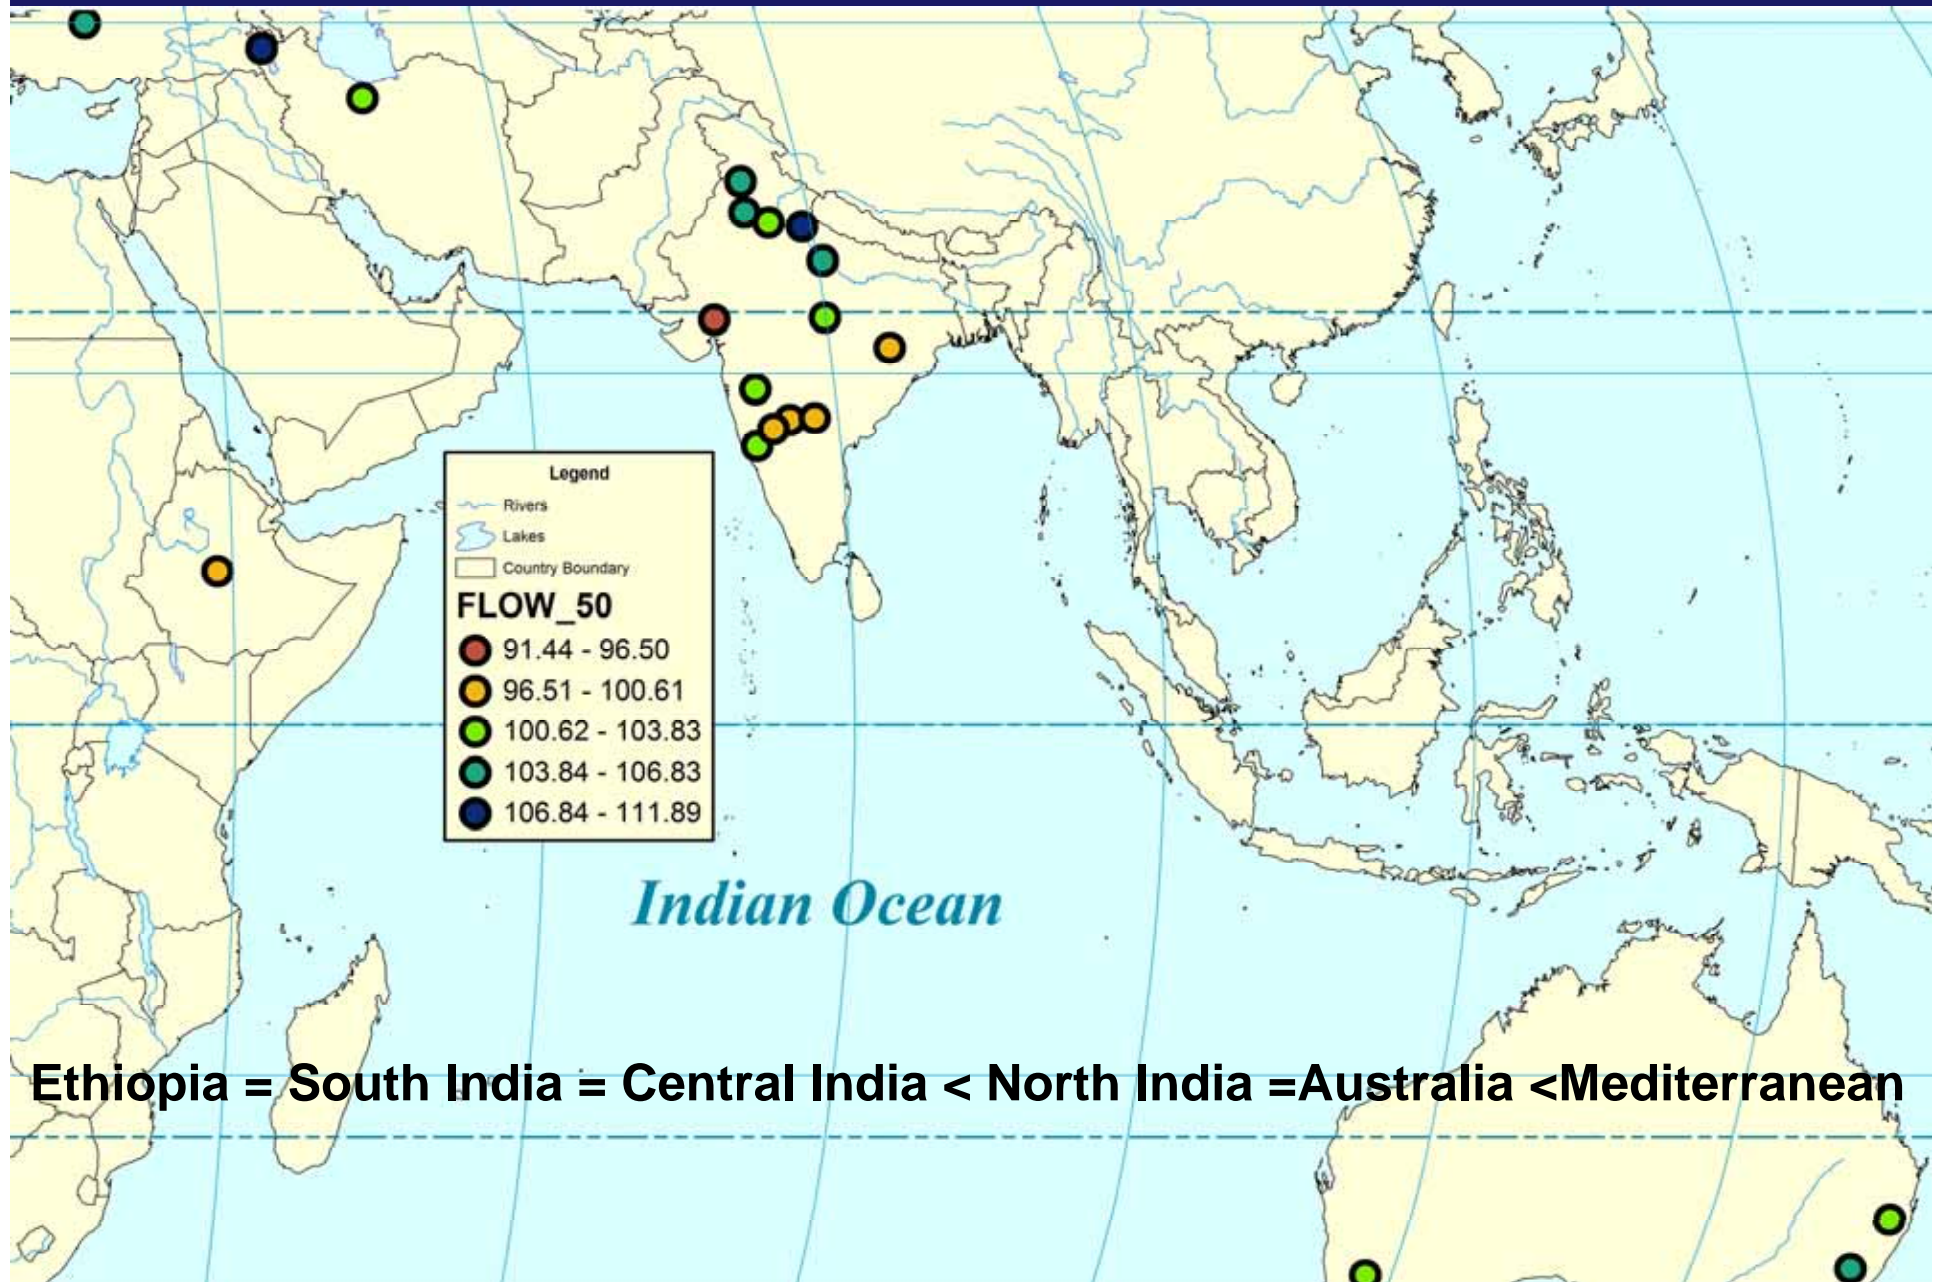 Legend
Rivers
Lakes
Country Boundary
FLOW_50
91.44 - 96.50
96.51 - 100.61
100.62 - 103.83
103.84 - 106.83
106.84 - 111.89
Indian Ocean
Ethiopia = South India = Central India < North India =Australia <Mediterranean